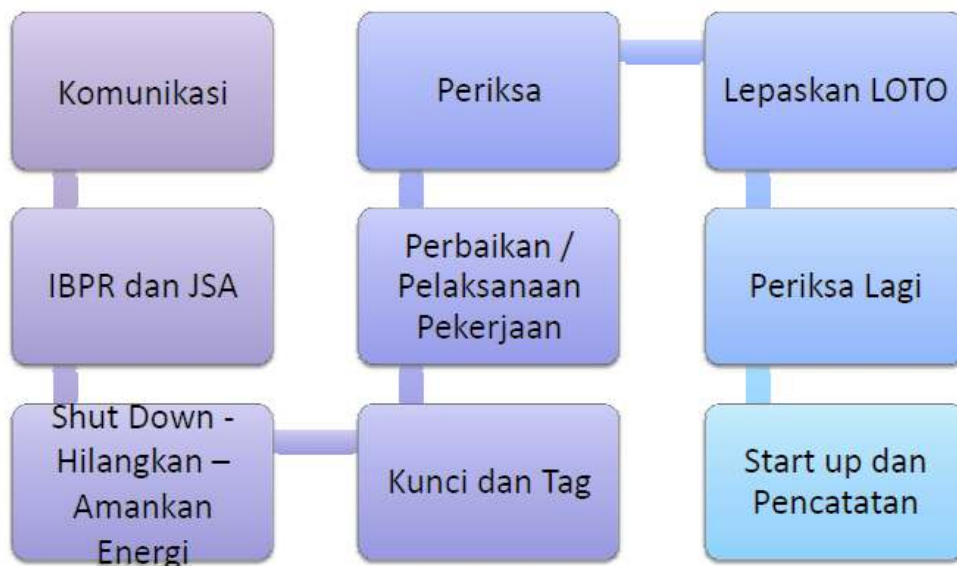 Komunikasi
IBPR dan JSA
Shut Down -
Hilangkan –
Amankan
Energi
Kunci dan Tag
Perbaikan /
Pelaksanaan
Pekerjaan
Periksa
Lepaskan LOTO
Periksa Lagi
Start up dan
Pencatatan